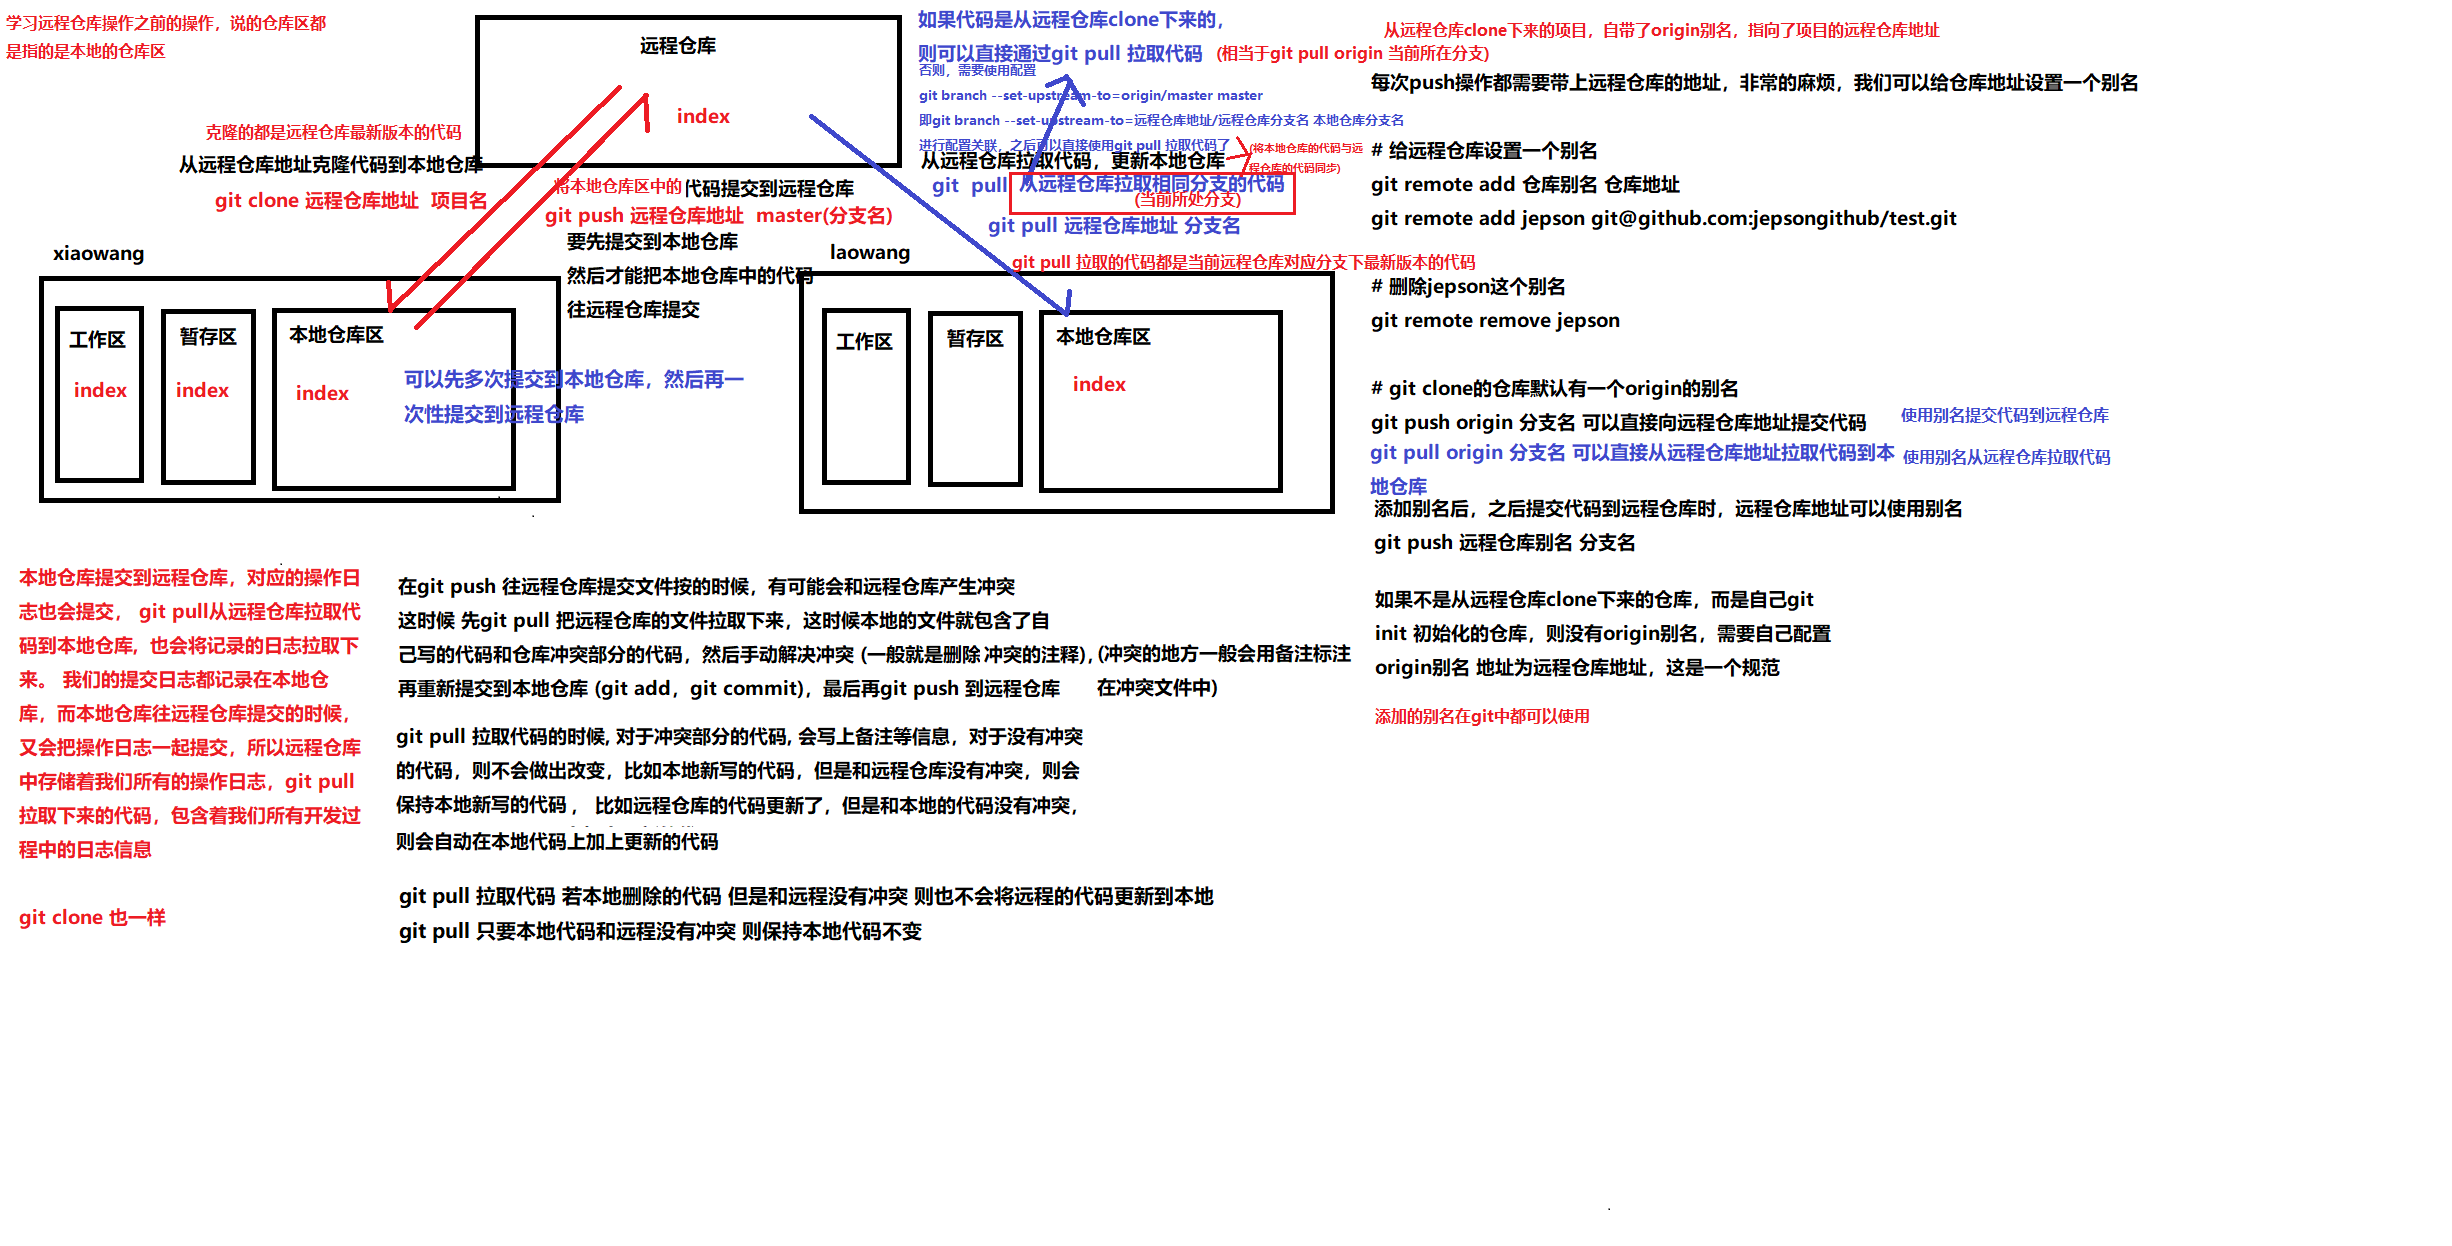 学习远程仓库操作之前的操作，说的仓库区都
是指的是本地的仓库区
远程仓库
index
克隆的都是远程仓库最新版本的代码
从远程仓库地址克隆代码到本地仓库
git clone 远程仓库地址 项目名
将本地仓库区中的 代码提交到远程仓库
git push 远程仓库地址 master(分支名)
要先提交到本地仓库
然后才能把本地仓库中的代码
往远程仓库提交
xiaowang
工作区
index
暂存区
index
本地仓库区
index
可以先多次提交到本地仓库，然后再一
次性提交到远程仓库
如果代码是从远程仓库clone下来的，
则可以直接通过git pull 拉取代码 (相当于git pull origin 当前所在分支)
否则，需要使用配置
git branch --set-upstream-to=origin/master master
即git branch --set-upstream-to=远程仓库地址/远程仓库分支名 本地仓库分支名
进行配置关联，之后可以直接使用git pull 拉取代码了
从远程仓库拉取代码，更新本地仓库
(将本地仓库的代码与远
程仓库的代码同步)
git pull 从远程仓库拉取相同分支的代码
(当前所处分支)
git pull 远程仓库地址 分支名
git pull 拉取的代码都是当前远程仓库对应分支下最新版本的代码
laowang
工作区
暂存区
本地仓库区
index
从远程仓库clone下来的项目，自带了origin别名，指向了项目的远程仓库地址
每次push操作都需要带上远程仓库的地址，非常的麻烦，我们可以给仓库地址设置一个别名
# 给远程仓库设置一个别名
git remote add 仓库别名 仓库地址
git remote add jepson git@github.com:jepsongithub/test.git
# 删除jepson这个别名
git remote remove jepson
# git clone的仓库默认有一个origin的别名
git push origin 分支名 可以直接向远程仓库地址提交代码
使用别名提交代码到远程仓库
git pull origin 分支名 可以直接从远程仓库地址拉取代码到本
地仓库
使用别名从远程仓库拉取代码
添加别名后，之后提交代码到远程仓库时，远程仓库地址可以使用别名
git push 远程仓库别名 分支名
如果不是从远程仓库clone下来的仓库，而是自己git
init 初始化的仓库，则没有origin别名，需要自己配置
origin别名 地址为远程仓库地址，这是一个规范
添加的别名在git中都可以使用
本地仓库提交到远程仓库，对应的操作日
志也会提交， git pull从远程仓库拉取代
码到本地仓库, 也会将记录的日志拉取下
来。 我们的提交日志都记录在本地仓
库，而本地仓库往远程仓库提交的时候，
又会把操作日志一起提交，所以远程仓库
中存储着我们所有的操作日志，git pull
拉取下来的代码，包含着我们所有开发过
程中的日志信息
git clone 也一样
在git push 往远程仓库提交文件按的时候，有可能会和远程仓库产生冲突
这时候 先git pull 把远程仓库的文件拉取下来，这时候本地的文件就包含了自
己写的代码和仓库冲突部分的代码，然后手动解决冲突 (一般就是删除 冲突的注释)，
再重新提交到本地仓库 (git add，git commit)，最后再git push 到远程仓库
(冲突的地方一般会用备注标注
在冲突文件中)
git pull 拉取代码的时候, 对于冲突部分的代码, 会写上备注等信息，对于没有冲突
的代码，则不会做出改变，比如本地新写的代码，但是和远程仓库没有冲突，则会
保持本地新写的代码， 比如远程仓库的代码更新了，但是和本地的代码没有冲突，
则会自动在本地代码上加上更新的代码
git pull 拉取代码 若本地删除的代码 但是和远程没有冲突 则也不会将远程的代码更新到本地
git pull 只要本地代码和远程没有冲突 则保持本地代码不变